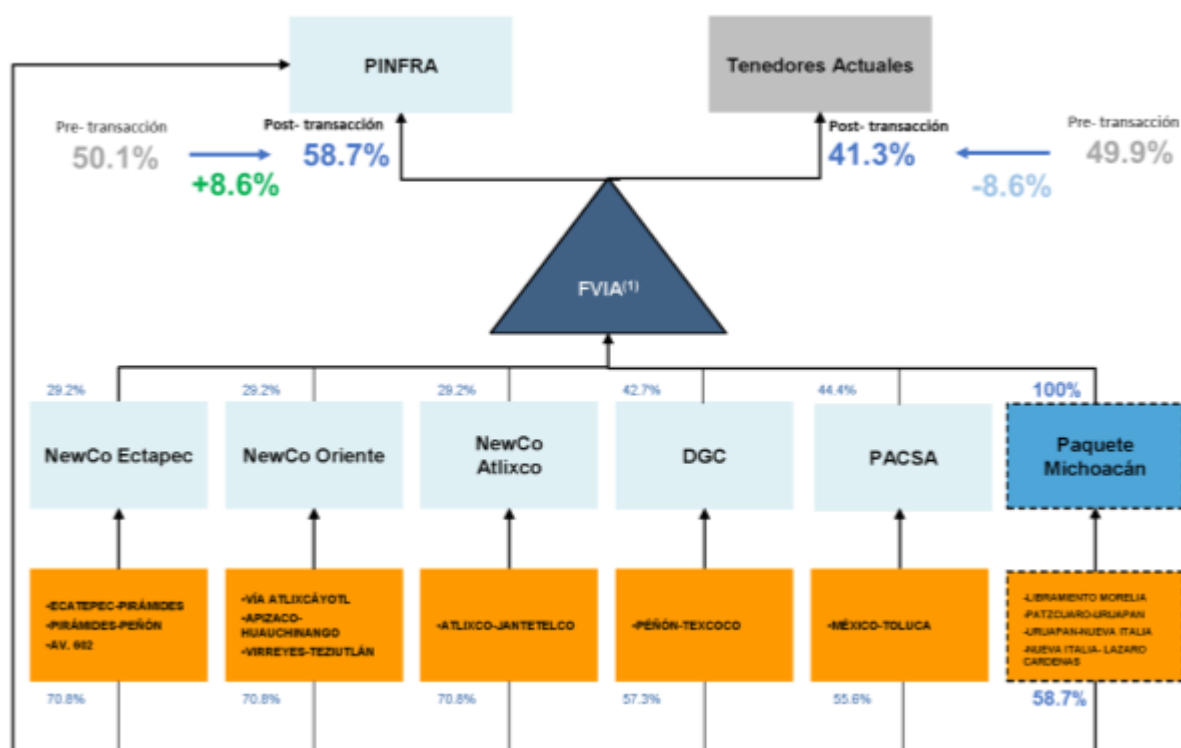 PINFRA
Tenedores Actuales
Pre- transacción
50.1%
+8.6%
Post- transacción
58.7%
Post- transacción
41.3%
-8.6%
Pre- transacción
49.9%
FVIA(1)
29.2%
29.2%
29.2%
42.7%
44.4%
100%
NewCo Ectapec
NewCo Oriente
NewCo
Atlixco
DGC
PACSA
Paquete
Michoacán
•ECATEPEC-PIRÁMIDES
•PIRÁMIDES-PEÑÓN
•AV. 602
•VÍA ATLIXCÁYOTL
•APIZACO-
HUAUCHINANGO
•VIRREYES-TEZIUTLÁN
•ATLIXCO-JANTETELCO
•PÉÑÓN-TEXCOCO
•MÉXICO-TOLUCA
•LIBRAMIENTO MORELIA
•PATZCUARO-URUAPAN
•URUAPAN-NUEVA ITALIA
•NUEVA ITALIA- LAZARO
CARDENAS
70.8%
70.8%
70.8%
57.3%
55.6%
58.7%